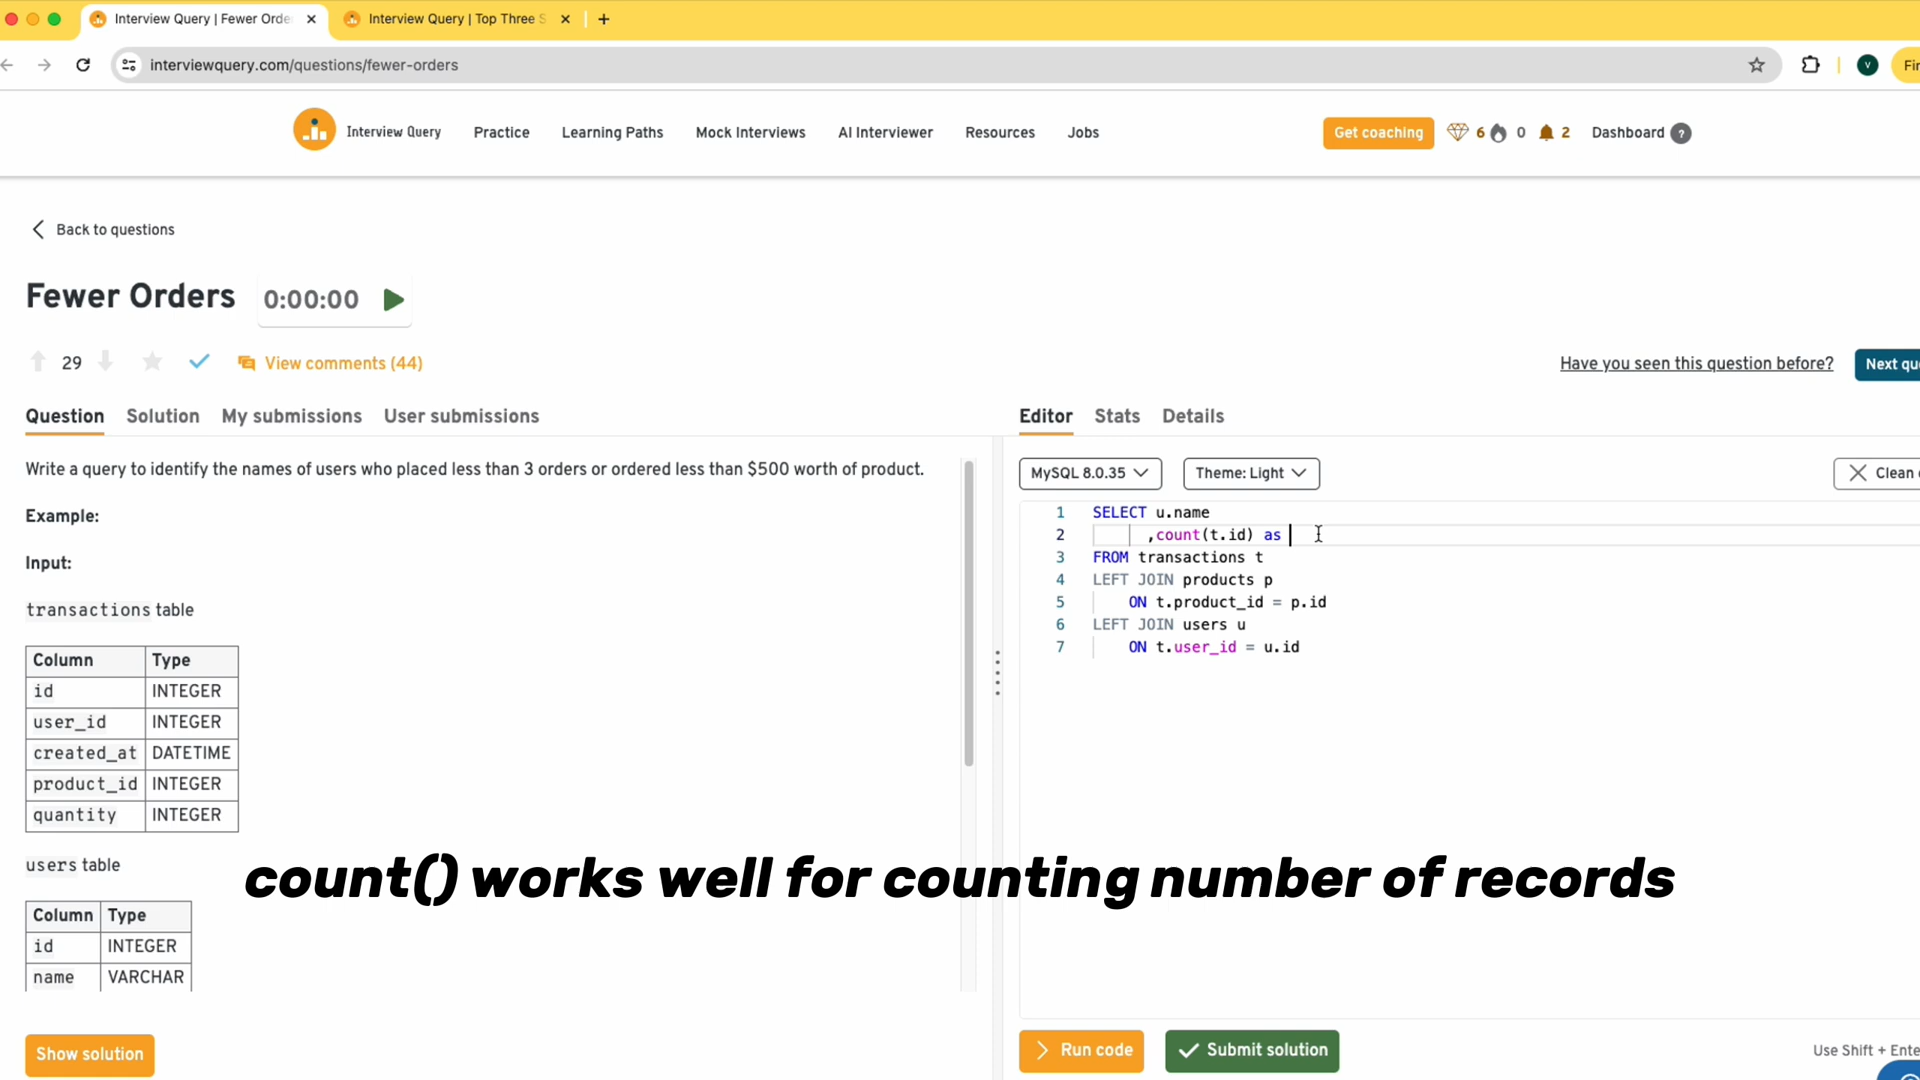 Interview Query | Fewer Orde
Interview Query | Top Three S
interviewquery.com/questions/fewer-orders
V
Fir
Interview Query
Practice
Learning Paths
Mock Interviews
AI Interviewer
Resources
Jobs
Get coaching
6
0
2
Dashboard ?
Back to questions
Fewer Orders
0:00:00
29
View comments (44)
Have you seen this question before?
Next qu
Question
Solution
My submissions
User submissions
Write a query to identify the names of users who placed less than 3 orders or ordered less than $500 worth of product.
Example:
Input:
transactions table
Column Type
id INTEGER
user_id INTEGER
created_at DATETIME
product_id INTEGER
quantity INTEGER
users table
Column Type
id INTEGER
name VARCHAR
Show solution
Editor
Stats
Details
MySQL 8.0.35
Theme: Light
Clean
1 SELECT u.name
2 ,count(t.id) as
3 FROM transactions t
4 LEFT JOIN products p
5 ON t.product_id = p.id
6 LEFT JOIN users u
7 ON t.user_id = u.id
count() works well for counting number of records
Run code
Submit solution
Use Shift + Ente